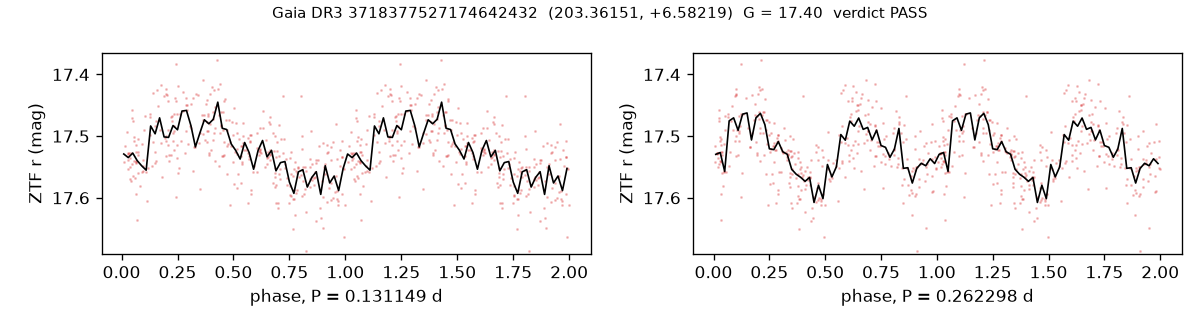 Gaia DR3 3718377527174642432 (203.36151, +6.58219) G = 17.40 verdict PASS
ZTF r (mag)
17.4
17.5
17.6
0.00 0.25 0.50 0.75 1.00 1.25 1.50 1.75 2.00
phase, P = 0.131149 d
ZTF r (mag)
17.4
17.5
17.6
0.00 0.25 0.50 0.75 1.00 1.25 1.50 1.75 2.00
phase, P = 0.262298 d